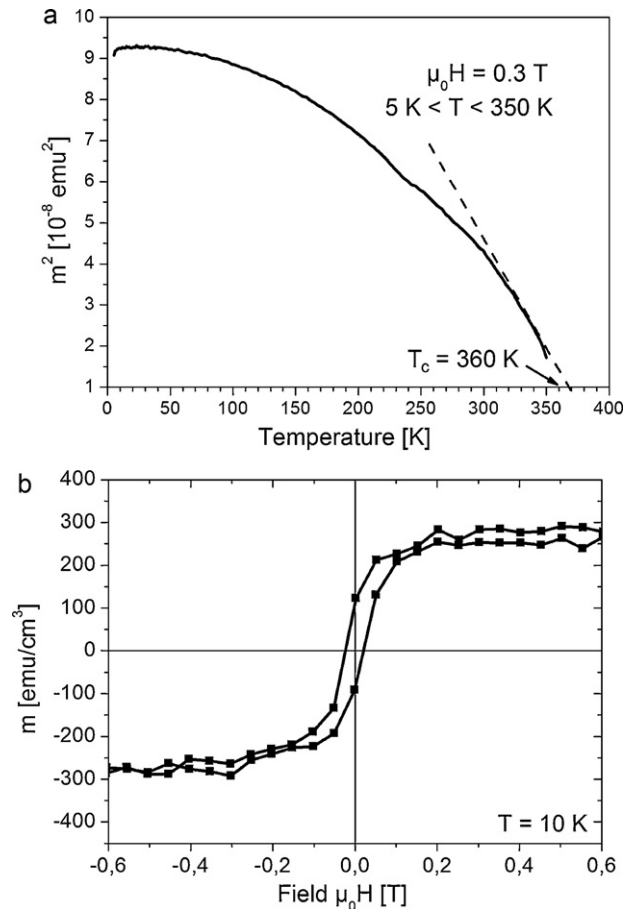 a
10
9
8
7
6
5
4
3
2
1
m² [10⁻⁸ emu²]
μ₀H = 0.3 T
5 K < T < 350 K
T_c = 360 K
0 50 100 150 200 250 300 350 400
Temperature [K]
b
400
300
200
100
0
-100
-200
-300
-400
m [emu/cm³]
T = 10 K
-0,6 -0,4 -0,2 0,0 0,2 0,4 0,6
Field μ₀H [T]